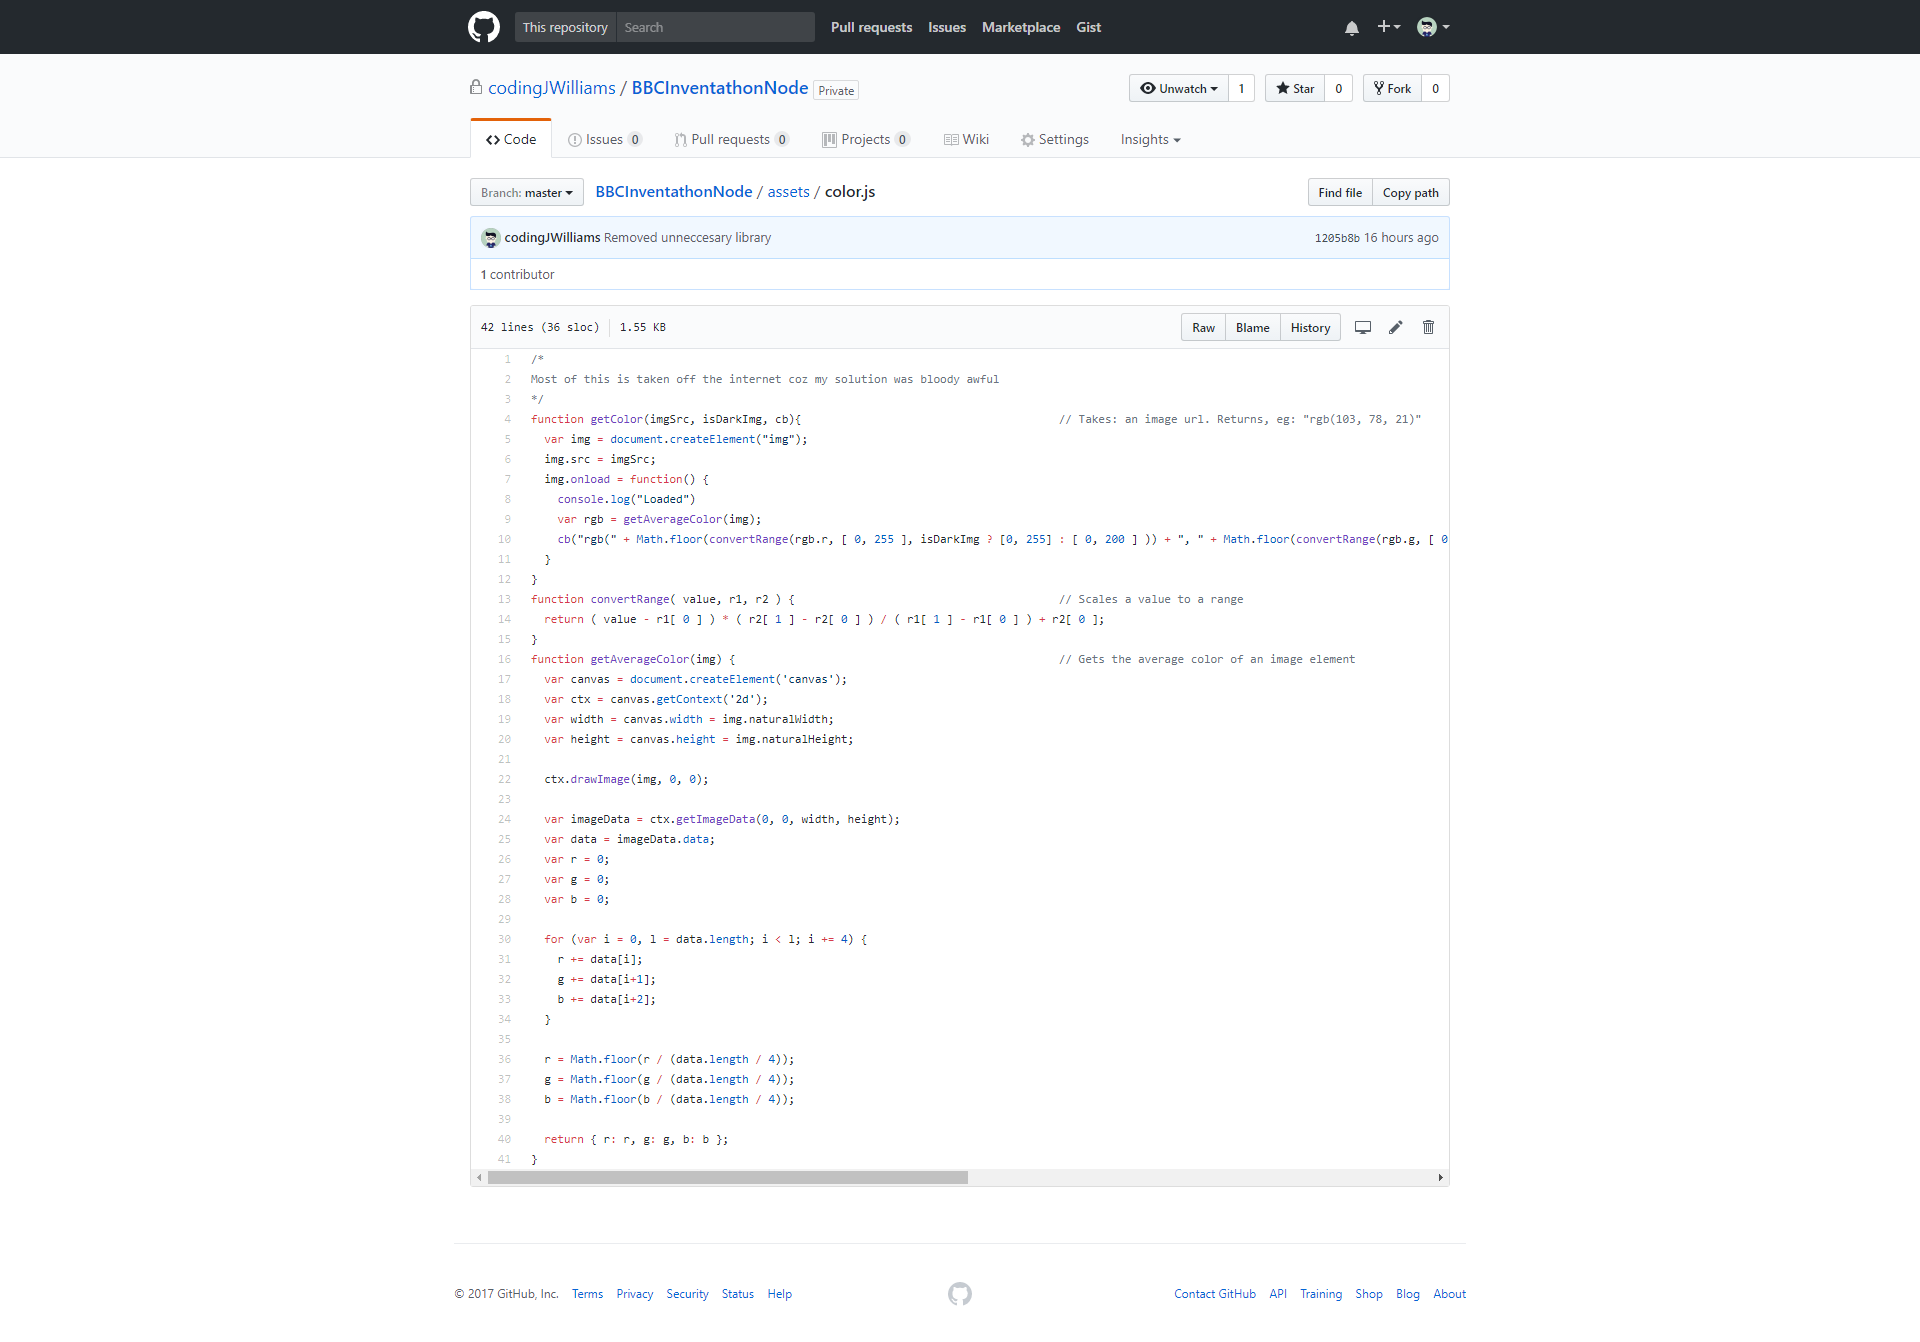 This repository Search Pull requests Issues Marketplace Gist
codingJWilliams / BBCInventathonNode Private Unwatch 1 Star 0 Fork 0
Code Issues 0 Pull requests 0 Projects 0 Wiki Settings Insights
Branch: master BBCInventathonNode / assets / color.js Find file Copy path
codingJWilliams Removed unneccesary library 1205b8b 16 hours ago
1 contributor
42 lines (36 sloc) 1.55 KB Raw Blame History
1 /*
2 Most of this is taken off the internet coz my solution was bloody awful
3 */
4 function getColor(imgSrc, isDarkImg, cb){ // Takes: an image url. Returns, eg: "rgb(103, 78, 21)"
5 var img = document.createElement("img");
6 img.src = imgSrc;
7 img.onload = function() {
8 console.log("Loaded")
9 var rgb = getAverageColor(img);
10 cb("rgb(" + Math.floor(convertRange(rgb.r, [ 0, 255 ], isDarkImg ? [0, 255] : [ 0, 200 ] )) + ", " + Math.floor(convertRange(rgb.g, [ 0
11 }
12 }
13 function convertRange( value, r1, r2 ) { // Scales a value to a range
14 return ( value - r1[ 0 ] ) * ( r2[ 1 ] - r2[ 0 ] ) / ( r1[ 1 ] - r1[ 0 ] ) + r2[ 0 ];
15 }
16 function getAverageColor(img) { // Gets the average color of an image element
17 var canvas = document.createElement('canvas');
18 var ctx = canvas.getContext('2d');
19 var width = canvas.width = img.naturalWidth;
20 var height = canvas.height = img.naturalHeight;
21
22 ctx.drawImage(img, 0, 0);
23
24 var imageData = ctx.getImageData(0, 0, width, height);
25 var data = imageData.data;
26 var r = 0;
27 var g = 0;
28 var b = 0;
29
30 for (var i = 0, l = data.length; i < l; i += 4) {
31 r += data[i];
32 g += data[i+1];
33 b += data[i+2];
34 }
35
36 r = Math.floor(r / (data.length / 4));
37 g = Math.floor(g / (data.length / 4));
38 b = Math.floor(b / (data.length / 4));
39
40 return { r: r, g: g, b: b };
41 }
© 2017 GitHub, Inc. Terms Privacy Security Status Help Contact GitHub API Training Shop Blog About